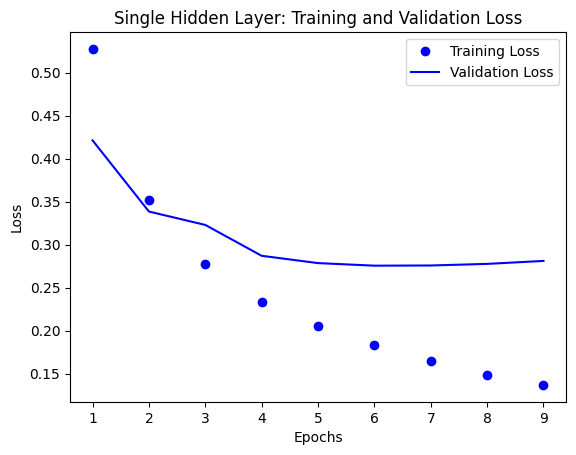 Single Hidden Layer: Training and Validation Loss
Training Loss
Validation Loss
Loss
0.50
0.45
0.40
0.35
0.30
0.25
0.20
0.15
1 2 3 4 5 6 7 8 9
Epochs